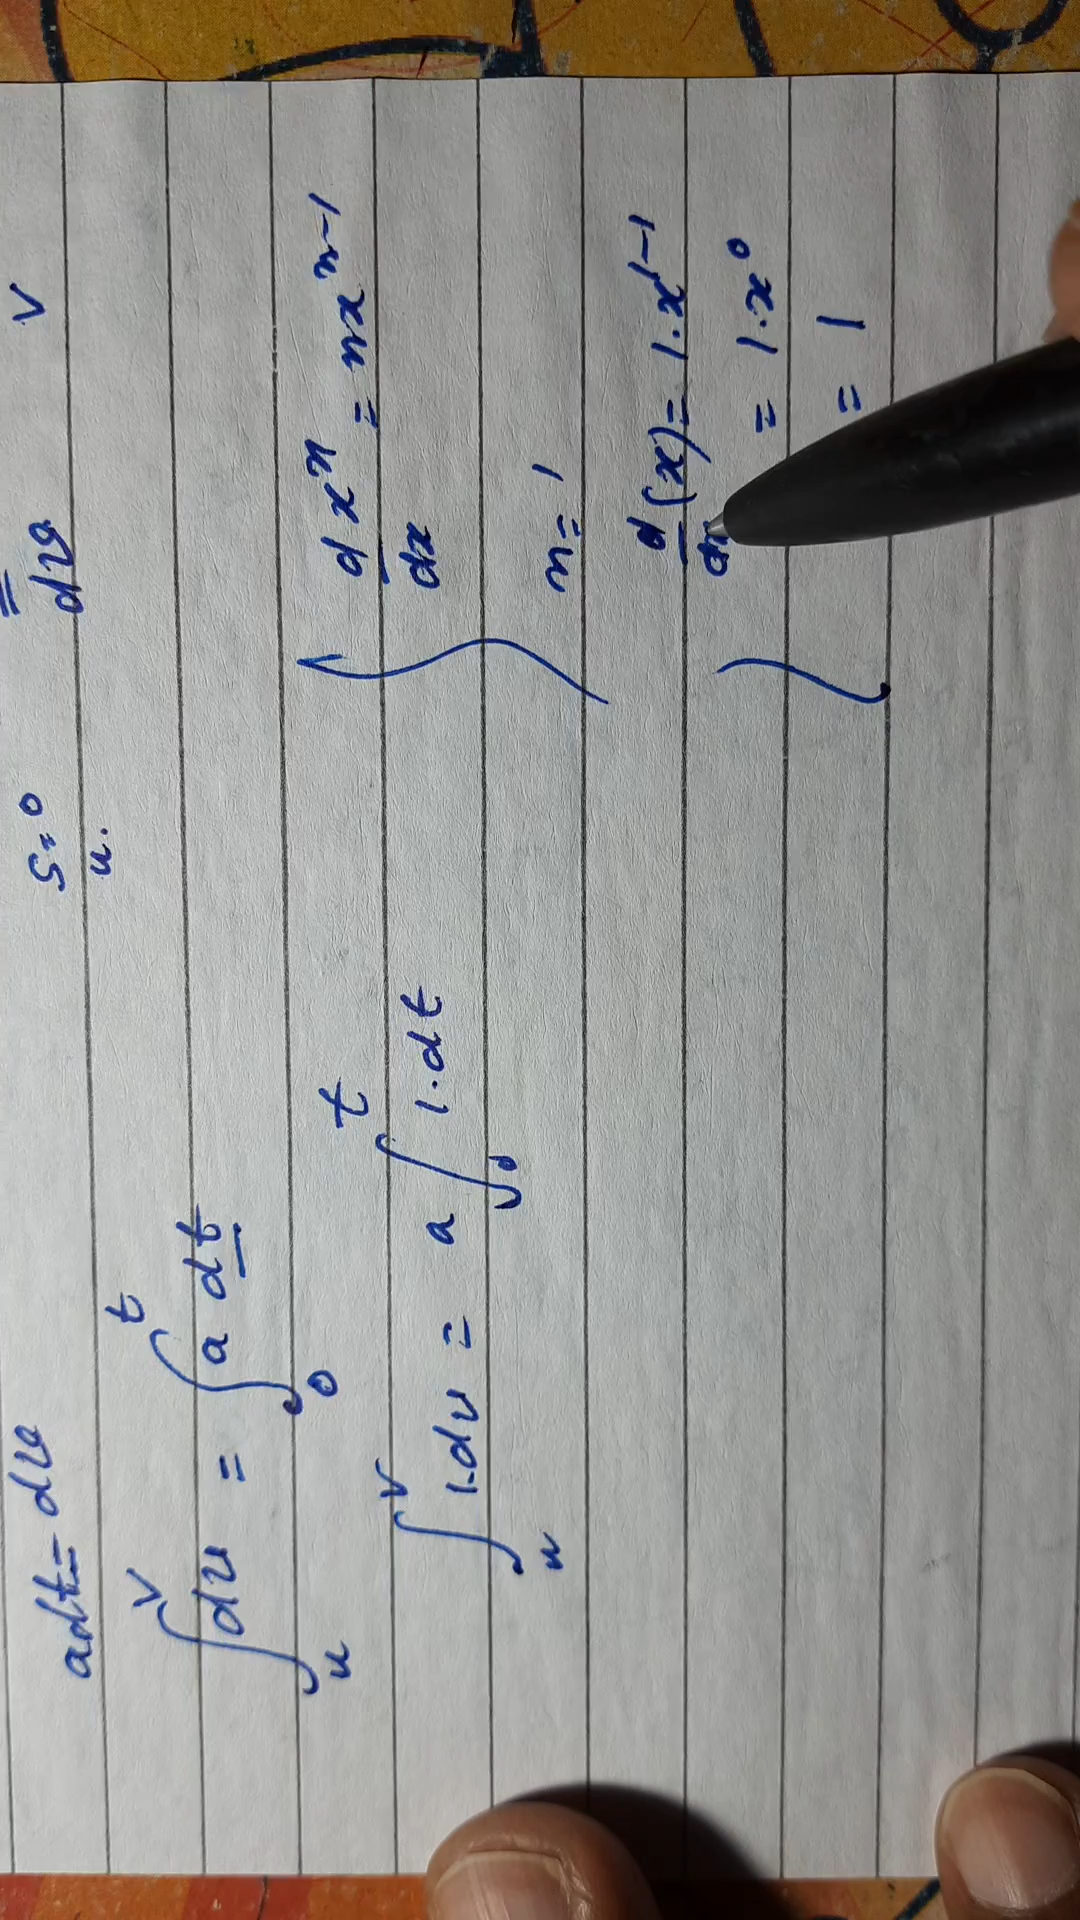 s=0 = v
u. dv
adt = dv
∫ᵤᵛ dv = ∫₀ᵗ a dt
∫ᵤᵛ 1.dv = a ∫₀ᵗ 1.dt
d xⁿ/dx = nxⁿ⁻¹
n = 1
d/dx (x) = 1.x¹⁻¹
= 1.x⁰
= 1